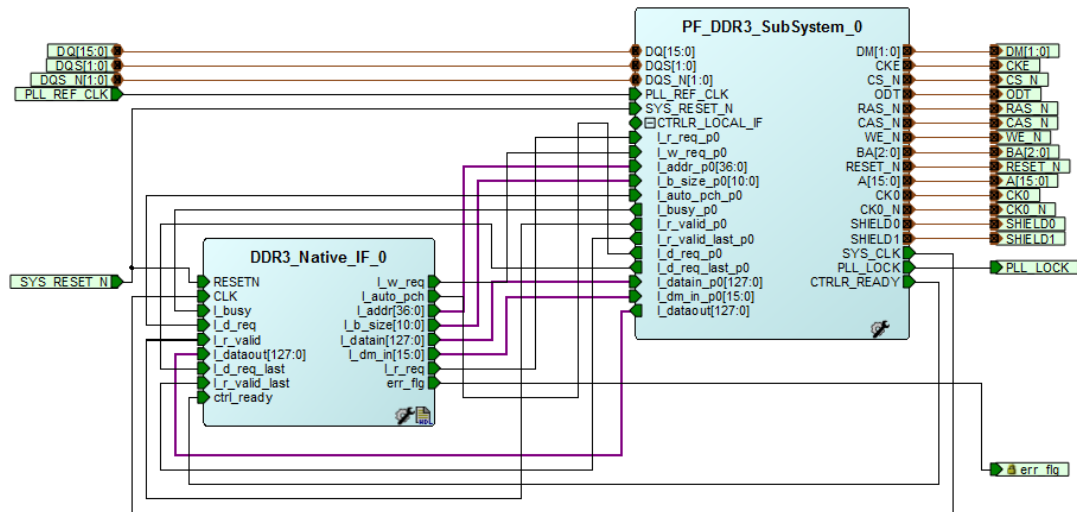 PF_DDR3_SubSystem_0
DQ[15:0]
DQS[1:0]
DQS_N[1:0]
PLL_REF_CLK
DQ[15:0]
DQS[1:0]
DQS_N[1:0]
PLL_REF_CLK
SYS_RESET_N
CTRLR_LOCAL_IF
l_r_req_p0
l_w_req_p0
l_addr_p0[36:0]
l_b_size_p0[10:0]
l_auto_pch_p0
l_busy_p0
l_r_valid_p0
l_r_valid_last_p0
l_d_req_p0
l_d_req_last_p0
l_datain_p0[127:0]
l_dm_in_p0[15:0]
l_dataout[127:0]
DM[1:0]
CKE
CS_N
ODT
RAS_N
CAS_N
WE_N
BA[2:0]
RESET_N
A[15:0]
CK0
CK0_N
SHIELD0
SHIELD1
SYS_CLK
PLL_LOCK
CTRLR_READY
DM[1:0]
CKE
CS_N
ODT
RAS_N
CAS_N
WE_N
BA[2:0]
RESET_N
A[15:0]
CK0
CK0_N
SHIELD0
SHIELD1
PLL_LOCK
SYS_RESET_N
DDR3_Native_IF_0
RESETN
CLK
l_busy
l_d_req
l_r_valid
l_dataout[127:0]
l_d_req_last
l_r_valid_last
ctrl_ready
l_w_req
l_auto_pch
l_addr[36:0]
l_b_size[10:0]
l_datain[127:0]
l_dm_in[15:0]
l_r_req
err_flg
HDL
err_flg